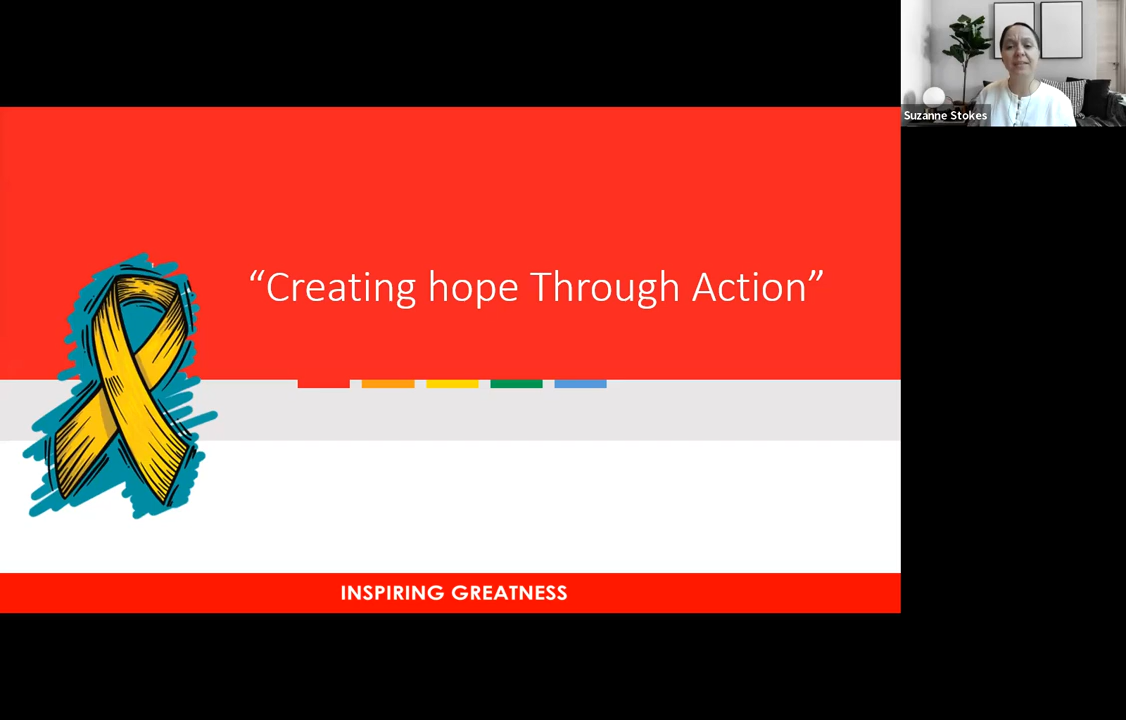 Suzanne Stokes
“Creating hope Through Action”
INSPIRING GREATNESS